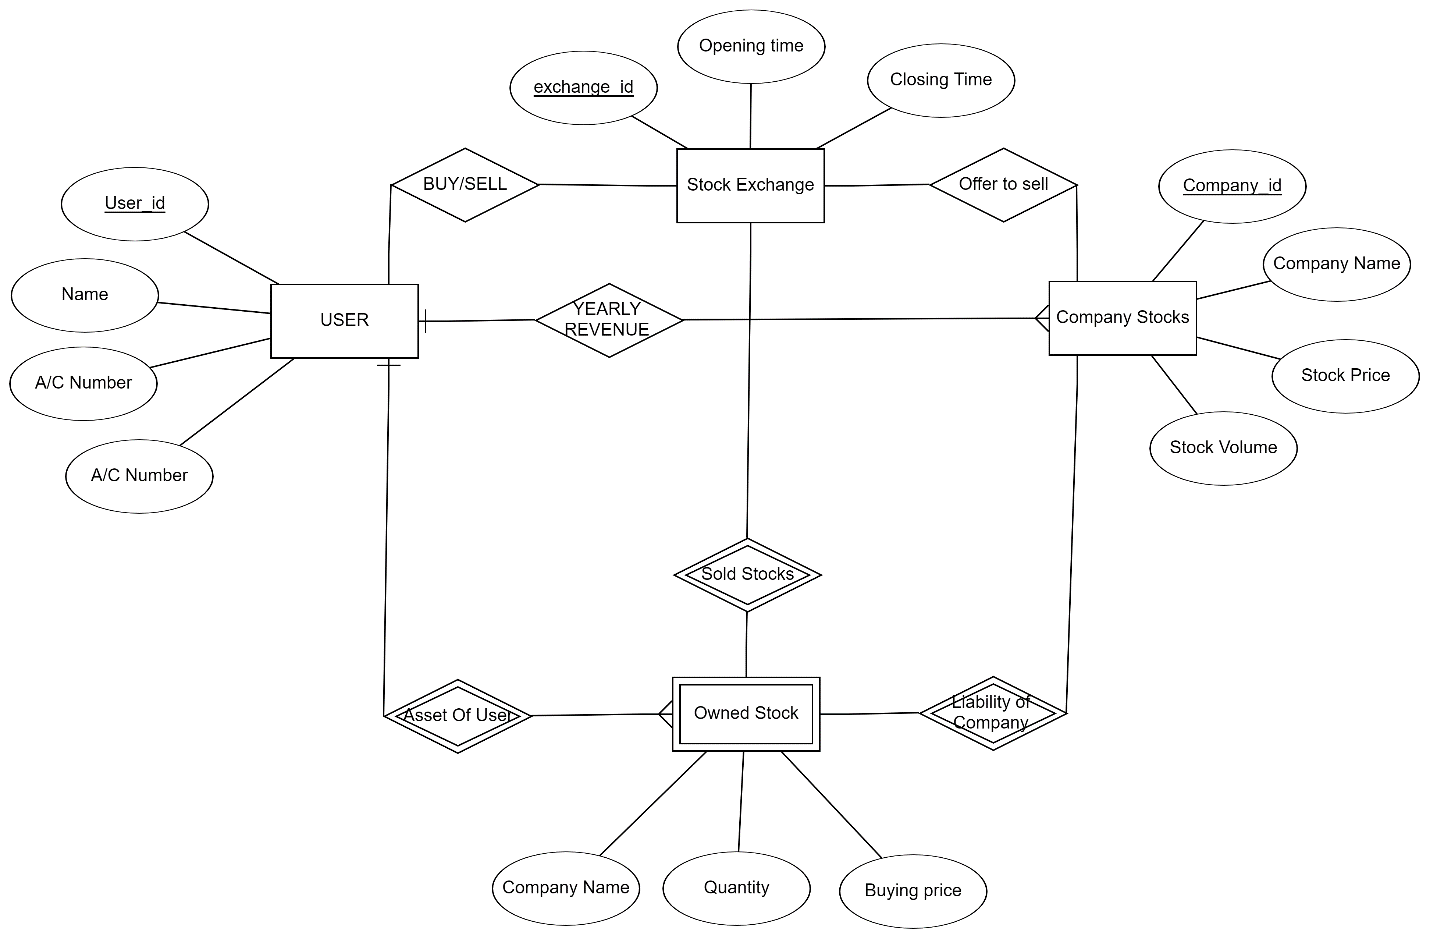 Opening time
Closing Time
exchange_id
BUY/SELL
Stock Exchange
Offer to sell
Company_id
User_id
Company Name
Name
USER
YEARLY
REVENUE
Company Stocks
A/C Number
Stock Price
A/C Number
Stock Volume
Sold Stocks
Asset Of User
Owned Stock
Liability of
Company
Company Name
Quantity
Buying price